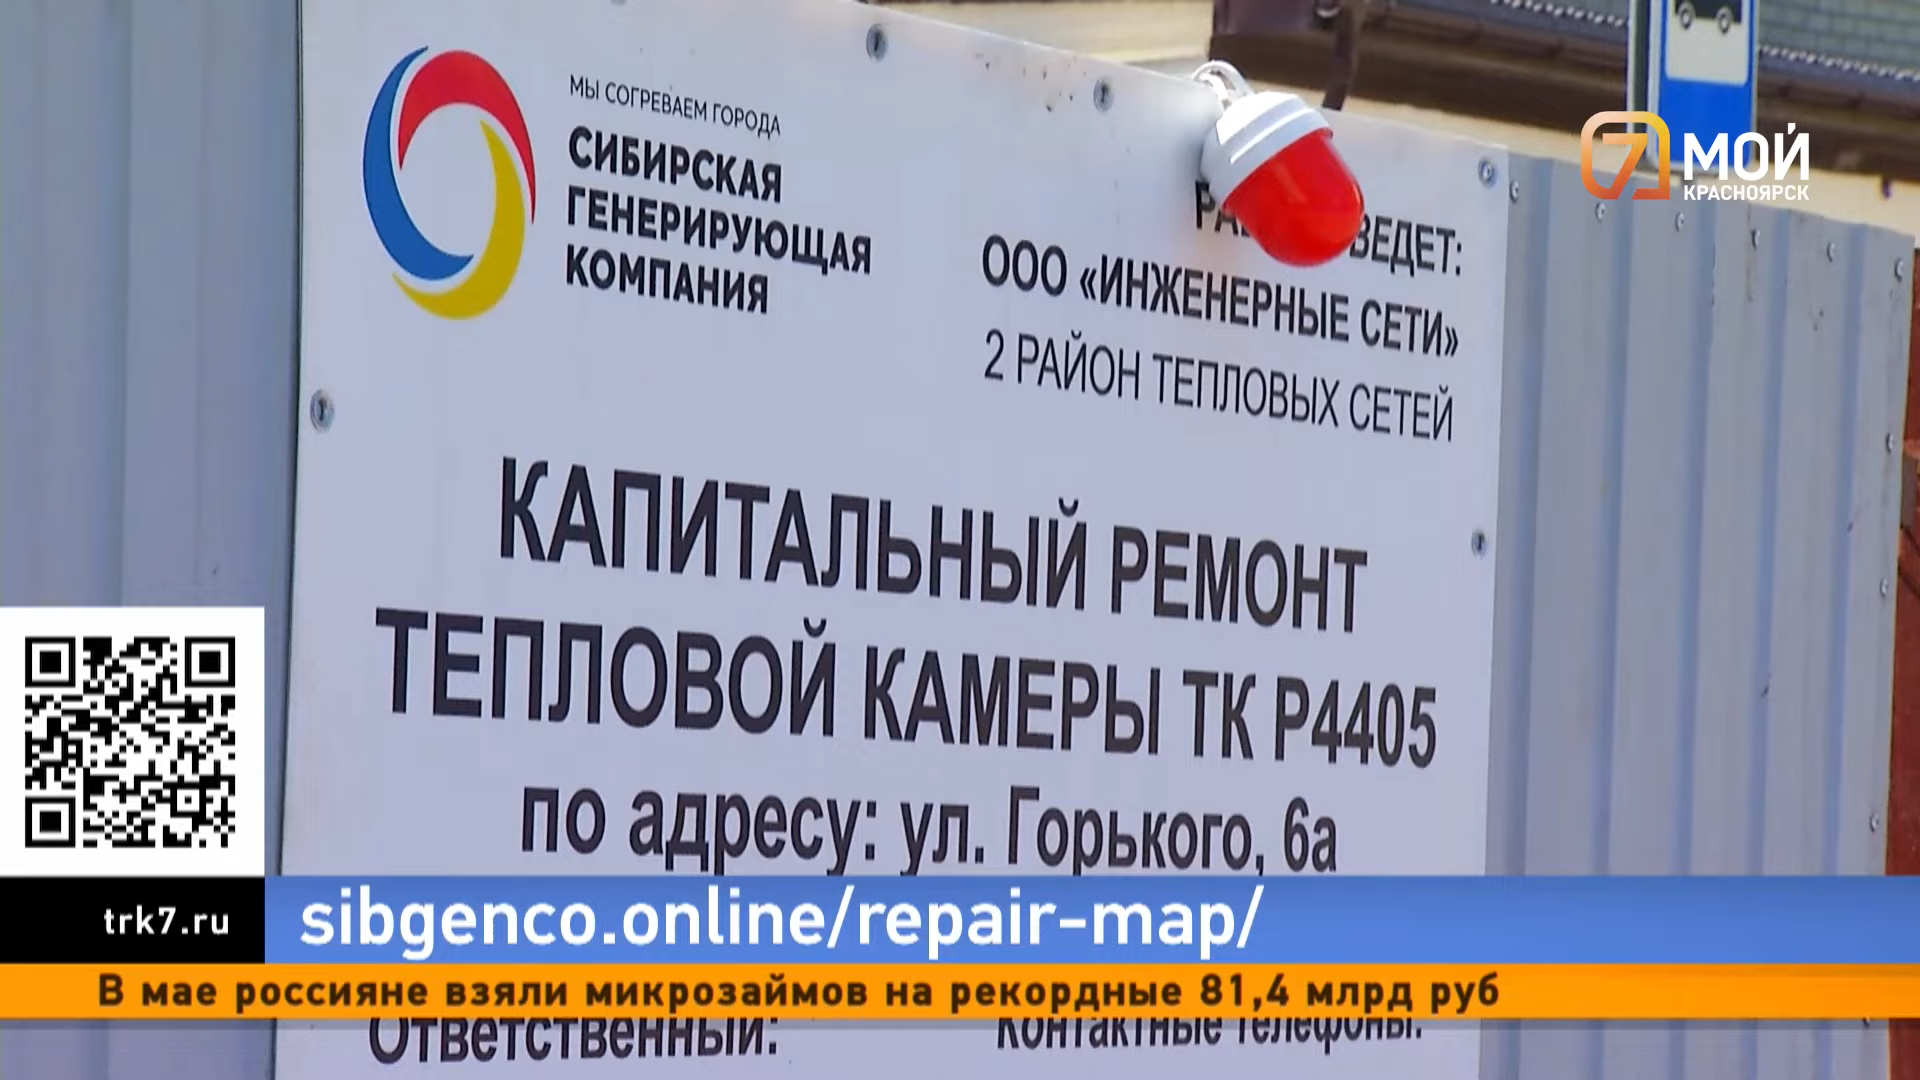 МЫ СОГРЕВАЕМ ГОРОДА
СИБИРСКАЯ
ГЕНЕРИРУЮЩАЯ
КОМПАНИЯ
ООО «ИНЖЕНЕРНЫЕ СЕТИ»
2 РАЙОН ТЕПЛОВЫХ СЕТЕЙ
7 МОЙ
КРАСНОЯРСК
КАПИТАЛЬНЫЙ РЕМОНТ
ТЕПЛОВОЙ КАМЕРЫ ТК Р4405
по адресу: ул. Горького, 6а
trk7.ru
sibgenco.online/repair-map/
В мае россияне взяли микрозаймов на рекордные 81,4 млрд руб
Ответственный:
Контактные телефоны: